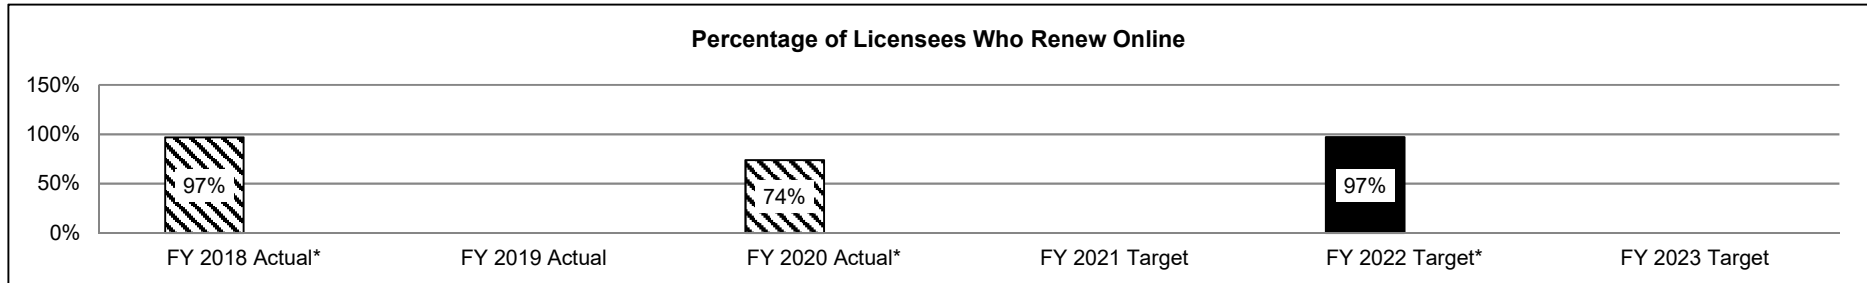 Percentage of Licensees Who Renew Online
150%
100%
50%
0%
97%
74%
97%
FY 2018 Actual*
FY 2019 Actual
FY 2020 Actual*
FY 2021 Target
FY 2022 Target*
FY 2023 Target